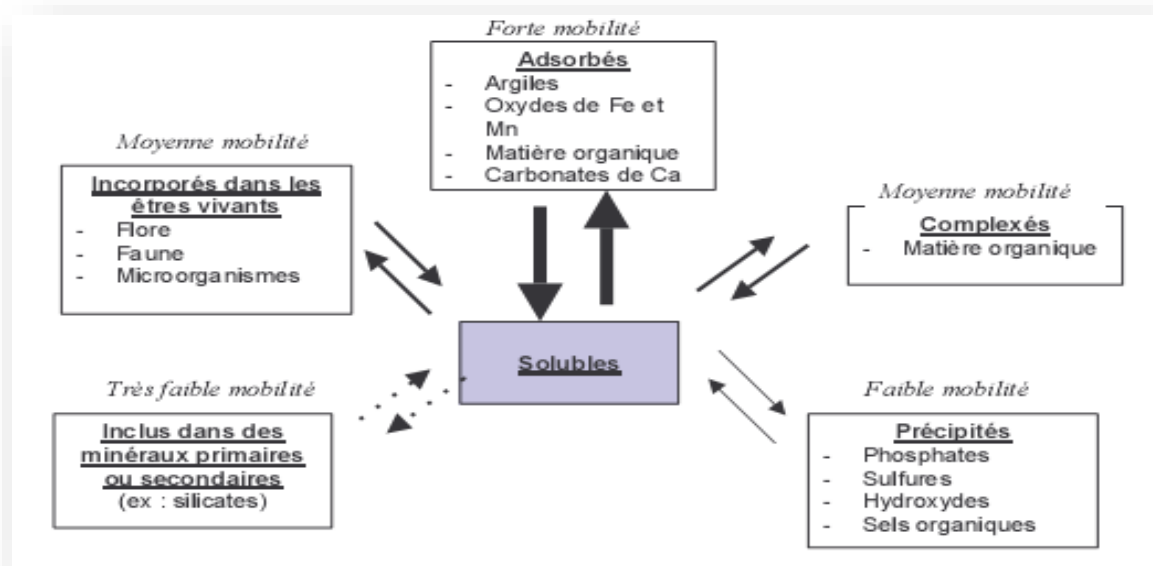 Forte mobilité
Adsorbés
- Argiles
- Oxydes de Fe et
Mn
- Matière organique
- Carbonates de Ca
Moyenne mobilité
Incorporés dans les
êtres vivants
- Flore
- Faune
- Microorganismes
Moyenne mobilité
Complexés
- Matière organique
Solubles
Très faible mobilité
Inclus dans des
minéraux primaires
ou secondaires
(ex : silicates)
Faible mobilité
Précipités
- Phosphates
- Sulfures
- Hydroxydes
- Sels organiques